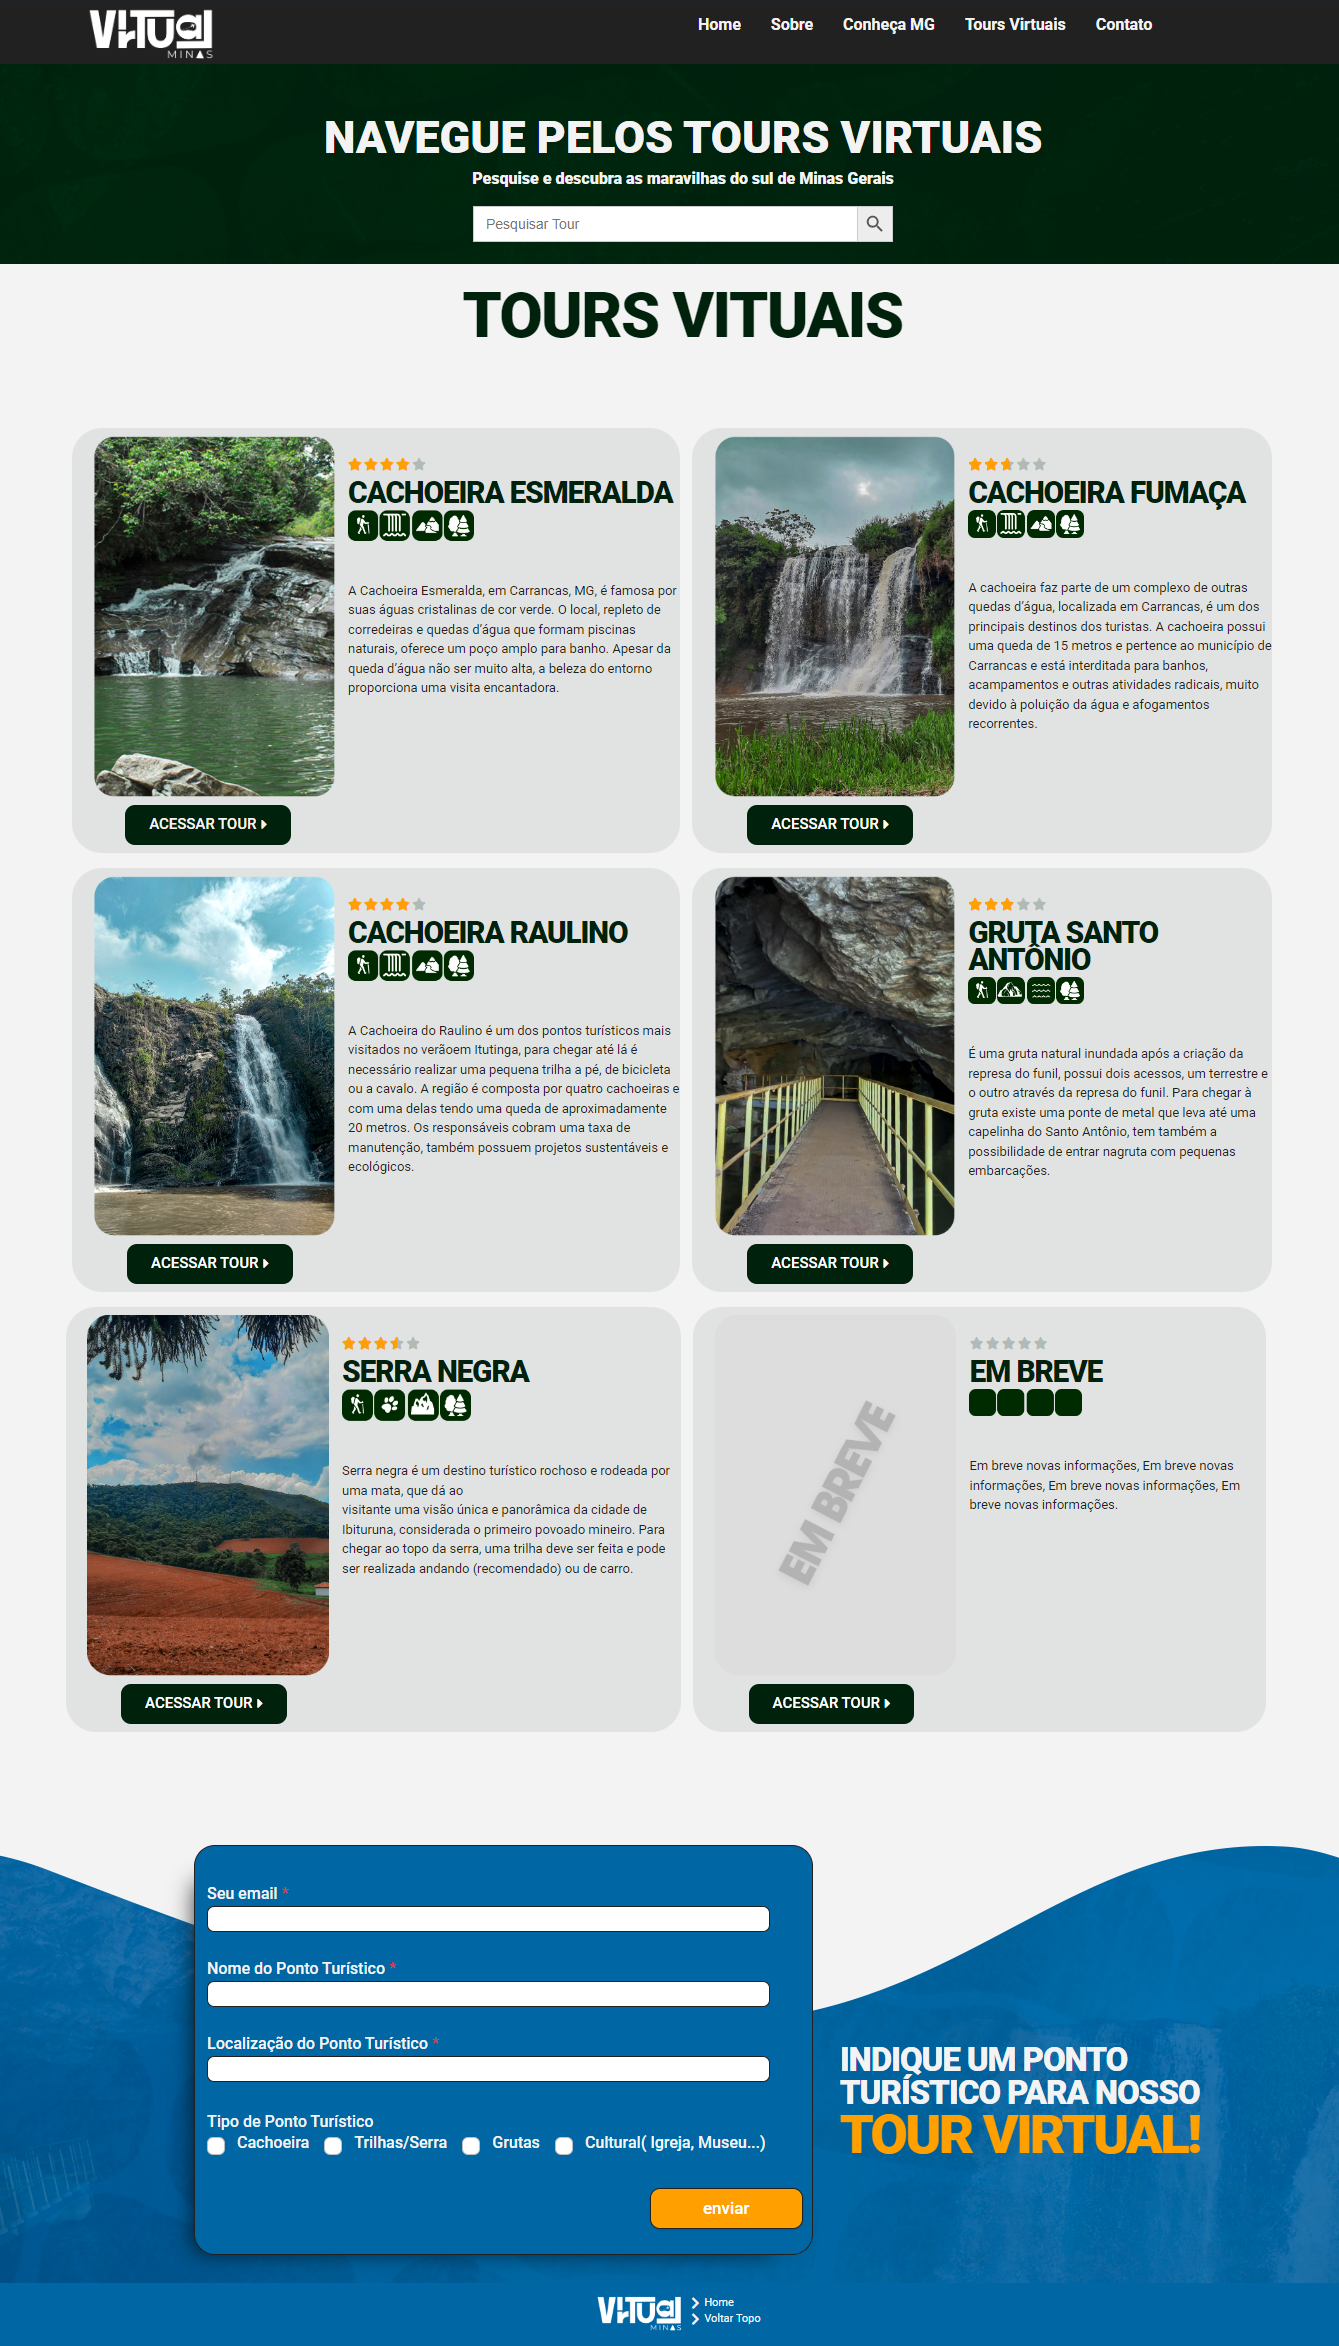 ViTual
MINAS
Home Sobre Conheça MG Tours Virtuais Contato
NAVEGUE PELOS TOURS VIRTUAIS
Pesquise e descubra as maravilhas do sul de Minas Gerais
Pesquisar Tour
TOURS VITUAIS
CACHOEIRA ESMERALDA
A Cachoeira Esmeralda, em Carrancas, MG, é famosa por
suas águas cristalinas de cor verde. O local, repleto de
corredeiras e quedas d’água que formam piscinas
naturais, oferece um poço amplo para banho. Apesar da
queda d’água não ser muito alta, a beleza do entorno
proporciona uma visita encantadora.
ACESSAR TOUR
CACHOEIRA FUMAÇA
A cachoeira faz parte de um complexo de outras
quedas d’água, localizada em Carrancas, é um dos
principais destinos dos turistas. A cachoeira possui
uma queda de 15 metros e pertence ao município de
Carrancas e está interditada para banhos,
acampamentos e outras atividades radicais, muito
devido à poluição da água e afogamentos
recorrentes.
ACESSAR TOUR
CACHOEIRA RAULINO
A Cachoeira do Raulino é um dos pontos turísticos mais
visitados no verãoem Itutinga, para chegar até lá é
necessário realizar uma pequena trilha a pé, de bicicleta
ou a cavalo. A região é composta por quatro cachoeiras e
com uma delas tendo uma queda de aproximadamente
20 metros. Os responsáveis cobram uma taxa de
manutenção, também possuem projetos sustentáveis e
ecológicos.
ACESSAR TOUR
GRUTA SANTO
ANTÔNIO
É uma gruta natural inundada após a criação da
represa do funil, possui dois acessos, um terrestre e
o outro através da represa do funil. Para chegar à
gruta existe uma ponte de metal que leva até uma
capelinha do Santo Antônio, tem também a
possibilidade de entrar nagruta com pequenas
embarcações.
ACESSAR TOUR
SERRA NEGRA
Serra negra é um destino turístico rochoso e rodeada por
uma mata, que dá ao
visitante uma visão única e panorâmica da cidade de
Ibituruna, considerada o primeiro povoado mineiro. Para
chegar ao topo da serra, uma trilha deve ser feita e pode
ser realizada andando (recomendado) ou de carro.
ACESSAR TOUR
EM BREVE
EM BREVE
Em breve novas informações, Em breve novas
informações, Em breve novas informações, Em
breve novas informações.
ACESSAR TOUR
Seu email *
Nome do Ponto Turístico *
Localização do Ponto Turístico *
Tipo de Ponto Turístico
Cachoeira Trilhas/Serra Grutas Cultural( Igreja, Museu...)
enviar
INDIQUE UM PONTO
TURÍSTICO PARA NOSSO
TOUR VIRTUAL!
ViTual
MINAS
Home
Voltar Topo